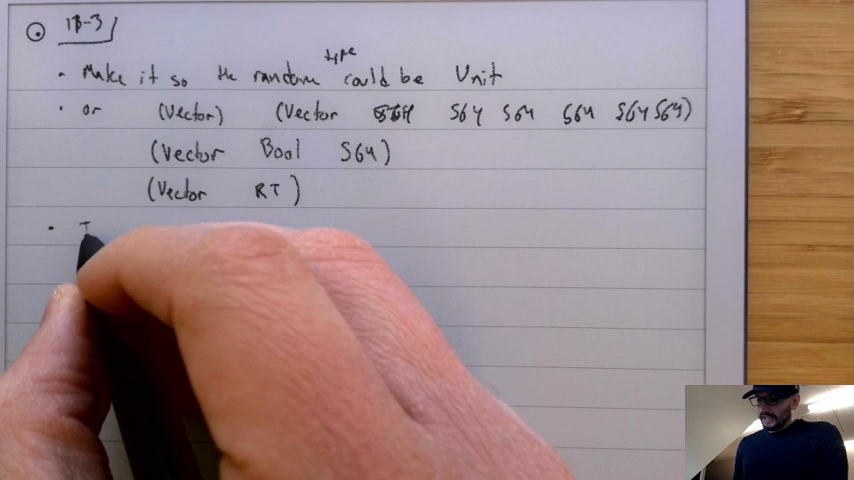 1B-3
• Make it so the random type could be Unit
• or (Vector) (Vector S64 S64 S64 S64 S64)
(Vector Bool S64)
(Vector RT)
•